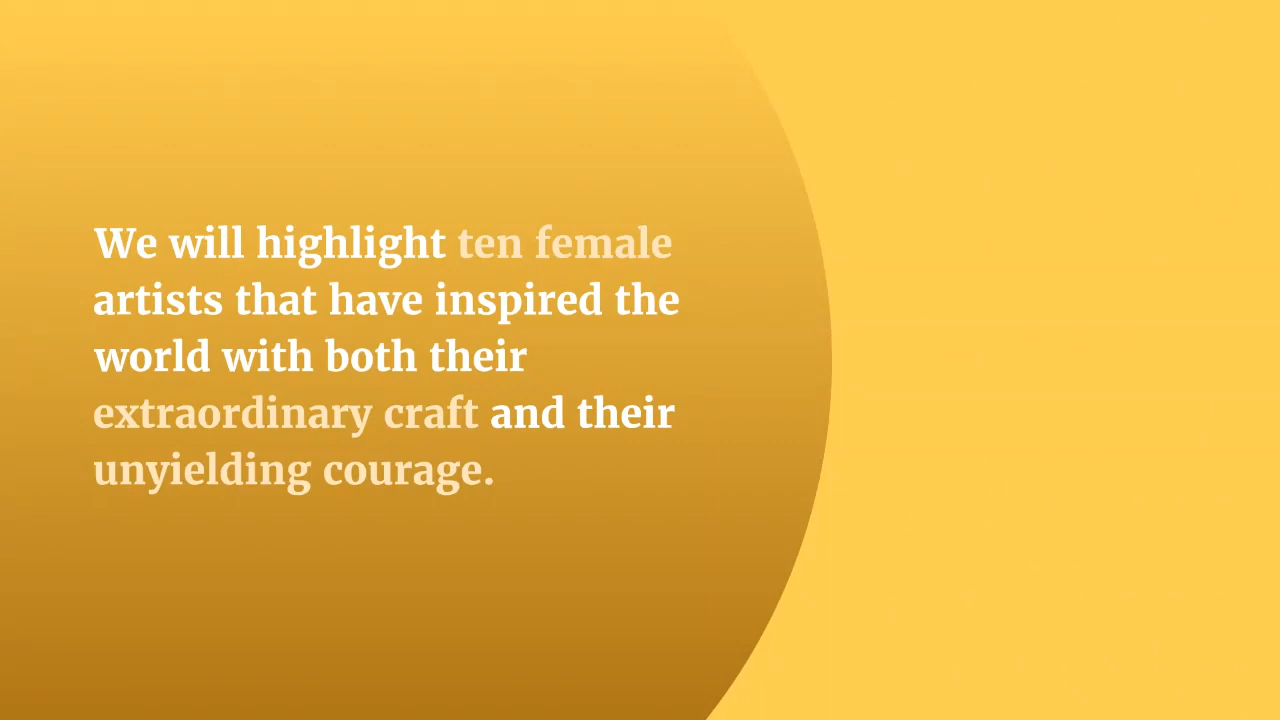 We will highlight ten female
artists that have inspired the
world with both their
extraordinary craft and their
unyielding courage.